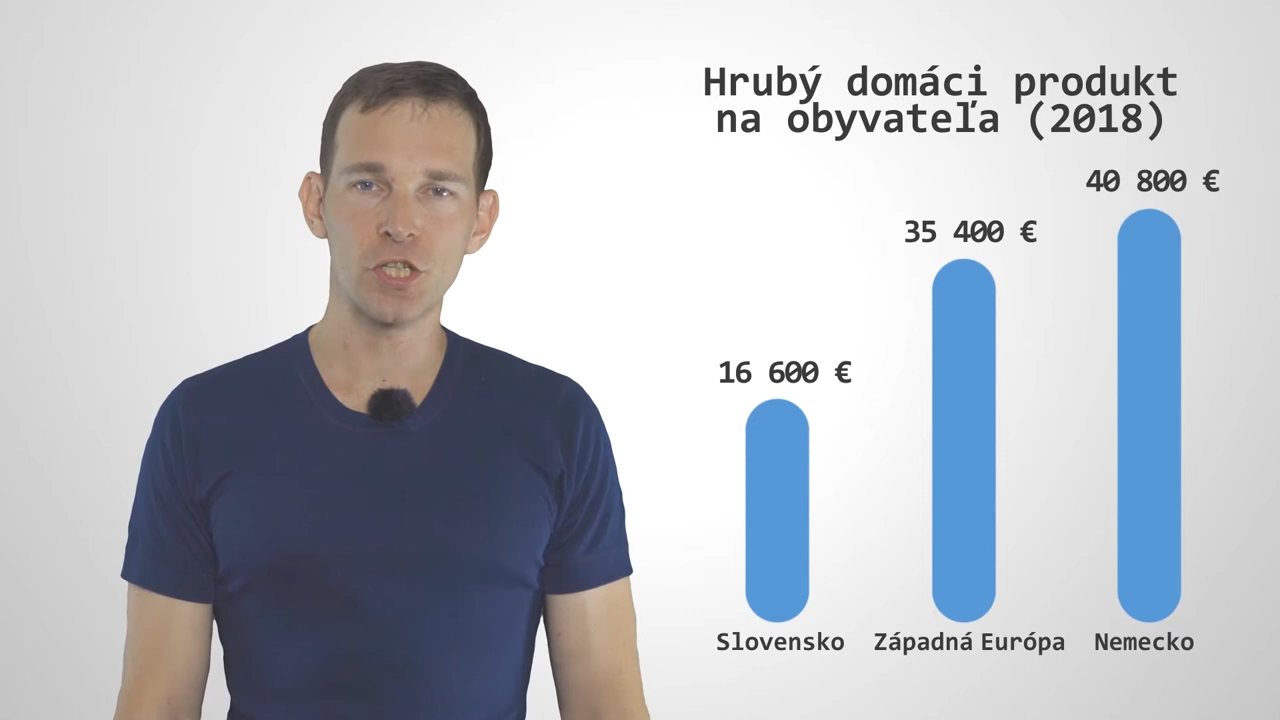 Hrubý domáci produkt
na obyvateľa (2018)
40 800 €
35 400 €
16 600 €
Slovensko
Západná Európa
Nemecko